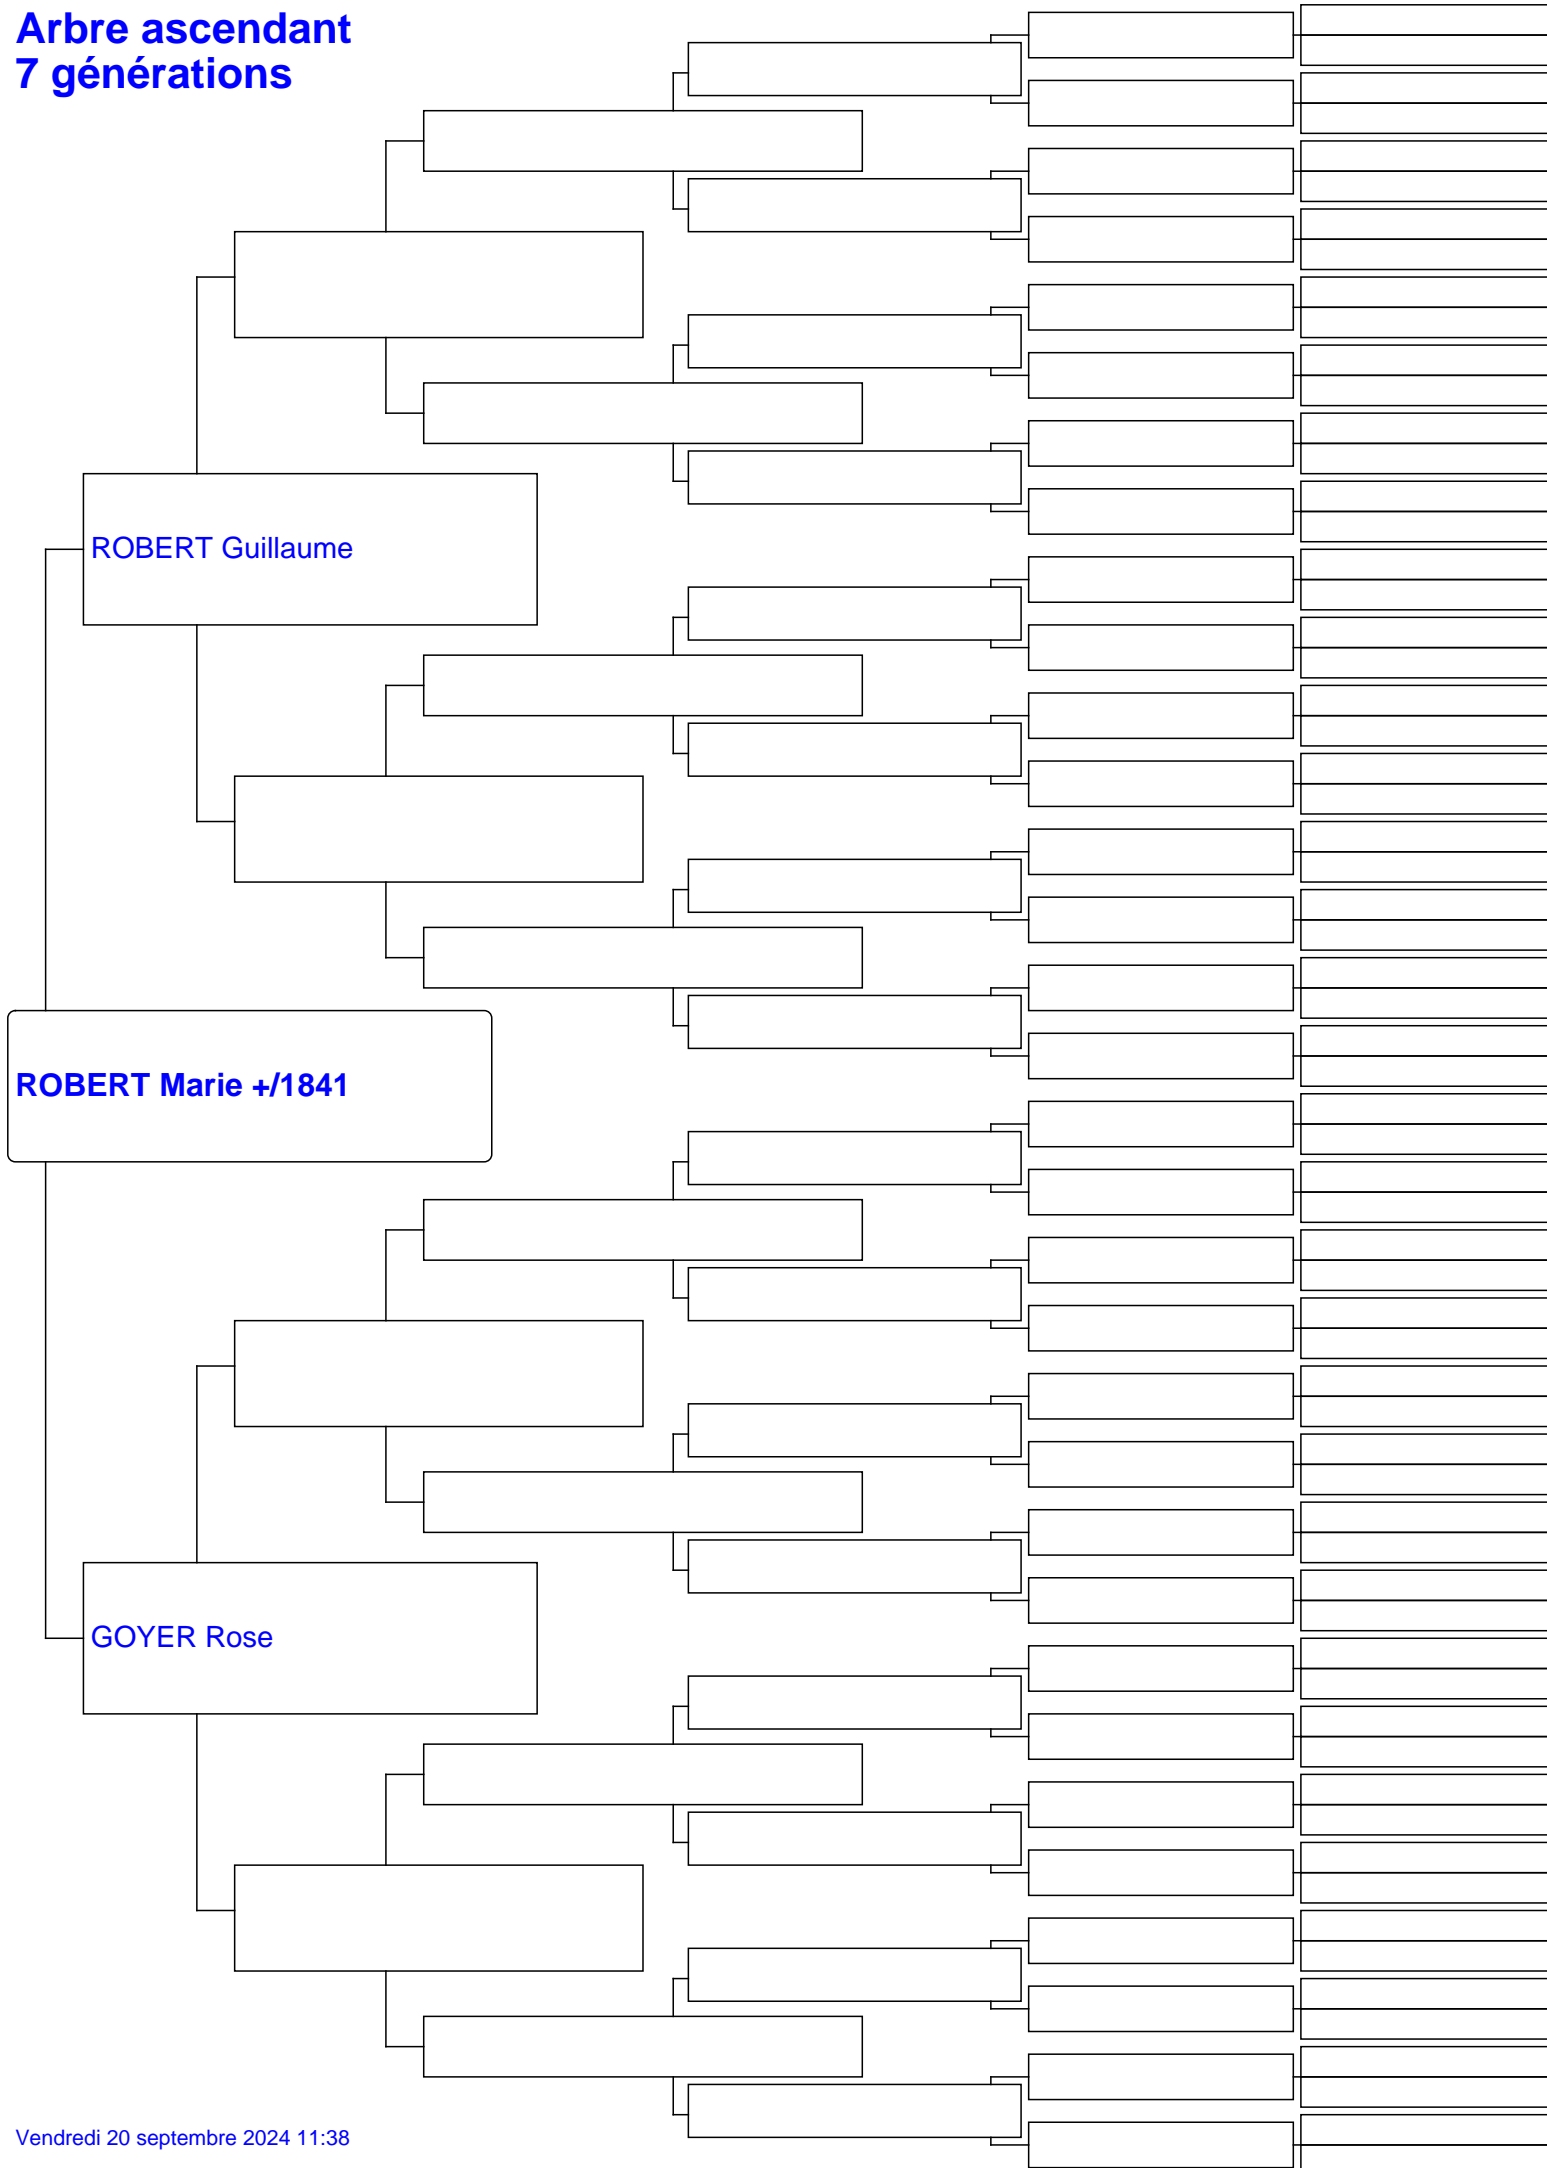 Arbre ascendant
7 générations
ROBERT Guillaume
ROBERT Marie +/1841
GOYER Rose
Vendredi 20 septembre 2024 11:38